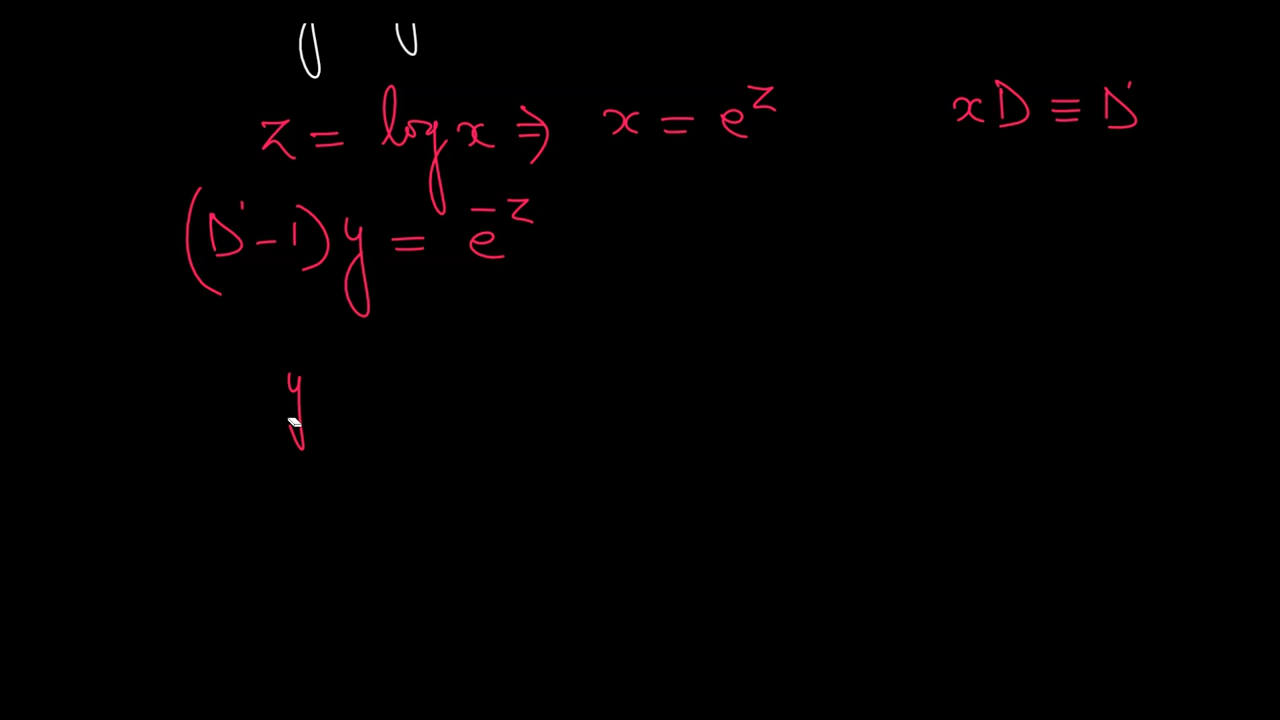 z = log x ⇒ x = e^z xD ≡ D'
(D' - 1)y = e^-z
y